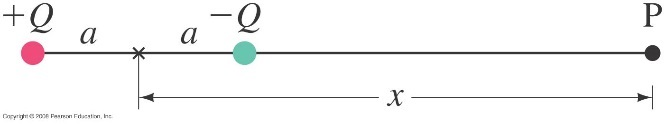 +Q a a −Q P
x
Copyright © 2008 Pearson Education, Inc.